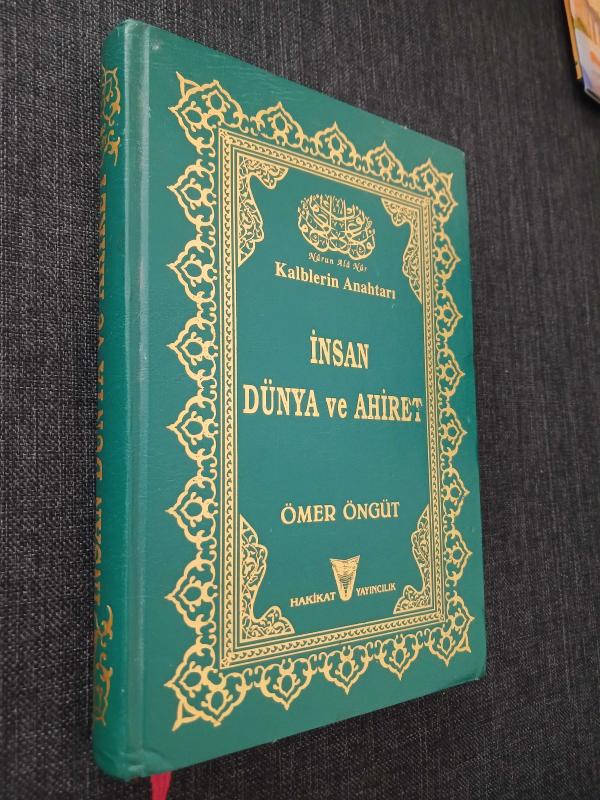 Nûrun Alâ Nûr
Kalblerin Anahtarı
İNSAN
DÜNYA ve AHİRET
ÖMER ÖNGÜT
HAKİKAT YAYINCILIK
İNSAN DÜNYA VE AHİRET